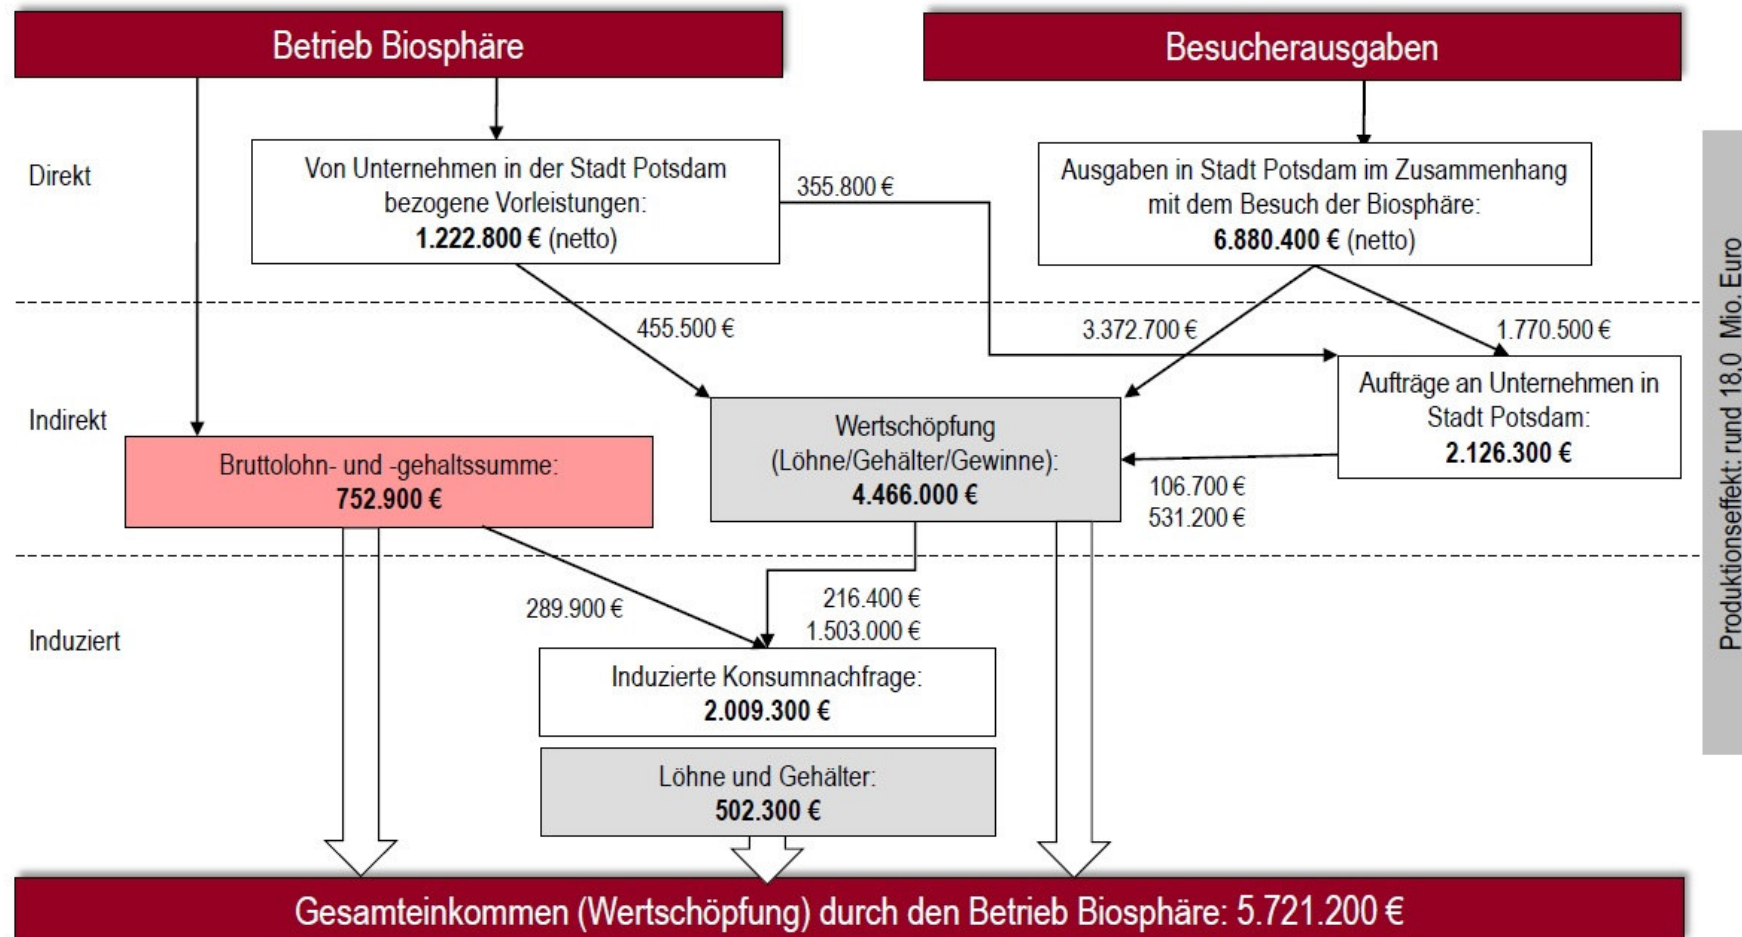 Betrieb Biosphäre
Besucherausgaben
Direkt
Von Unternehmen in der Stadt Potsdam
bezogene Vorleistungen:
1.222.800 € (netto)
355.800 €
Ausgaben in Stadt Potsdam im Zusammenhang
mit dem Besuch der Biosphäre:
6.880.400 € (netto)
455.500 €
3.372.700 €
1.770.500 €
Indirekt
Bruttolohn- und -gehaltssumme:
752.900 €
Wertschöpfung
(Löhne/Gehälter/Gewinne):
4.466.000 €
Aufträge an Unternehmen in
Stadt Potsdam:
2.126.300 €
106.700 €
531.200 €
Induziert
289.900 €
216.400 €
1.503.000 €
Induzierte Konsumnachfrage:
2.009.300 €
Löhne und Gehälter:
502.300 €
Gesamteinkommen (Wertschöpfung) durch den Betrieb Biosphäre: 5.721.200 €
Produktionseffekt: rund 18,0 Mio. Euro